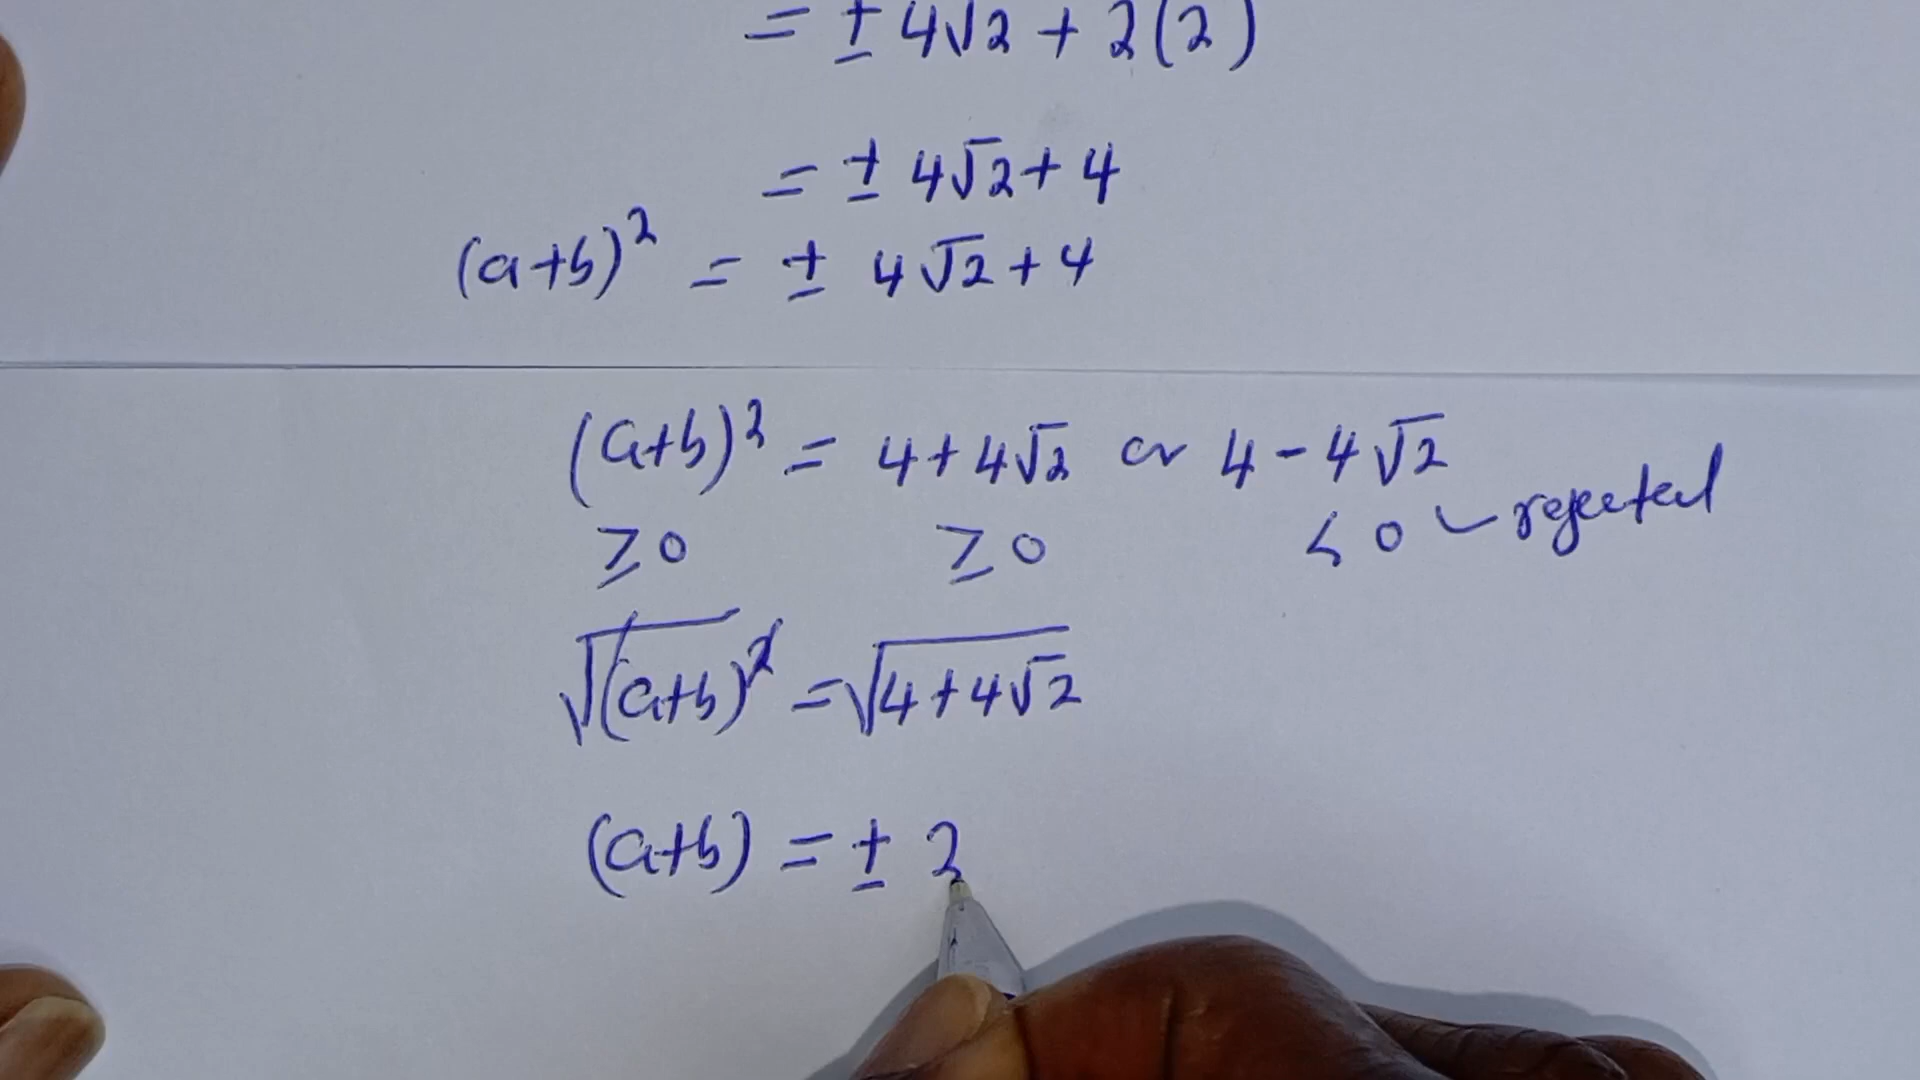 = ± 4√2 + 2(2)
= ± 4√2 + 4
(a+b)² = ± 4√2 + 4
(a+b)² = 4 + 4√2 or 4 - 4√2
≥ 0 ≥ 0 < 0 - rejected
√(a+b)² = √4 + 4√2
(a+b) = ± 2